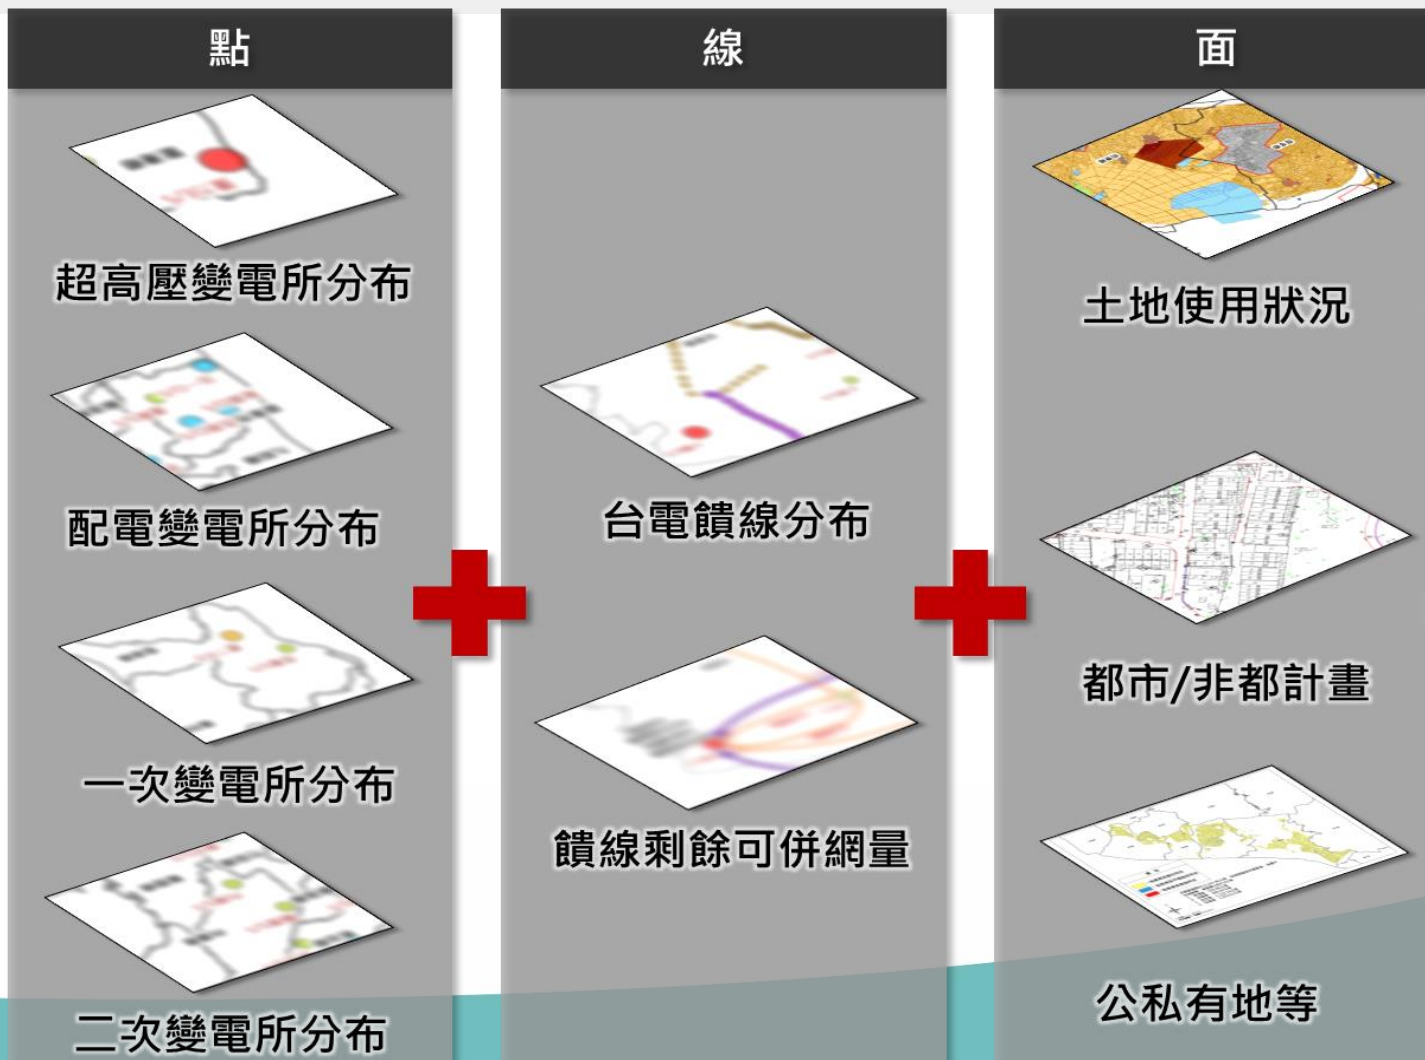 點
超高壓變電所分布
配電變電所分布
一次變電所分布
二次變電所分布
線
台電饋線分布
饋線剩餘可併網量
面
土地使用狀況
都市/非都計畫
公私有地等